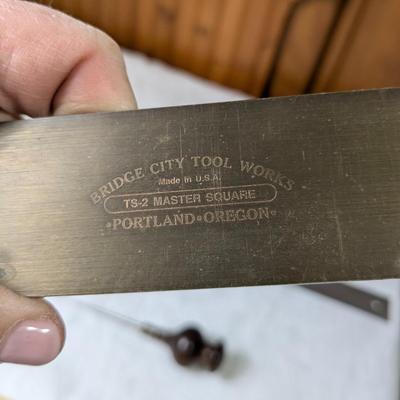 BRIDGE CITY TOOL WORKS
Made in U.S.A.
TS-2 MASTER SQUARE
•PORTLAND•OREGON•